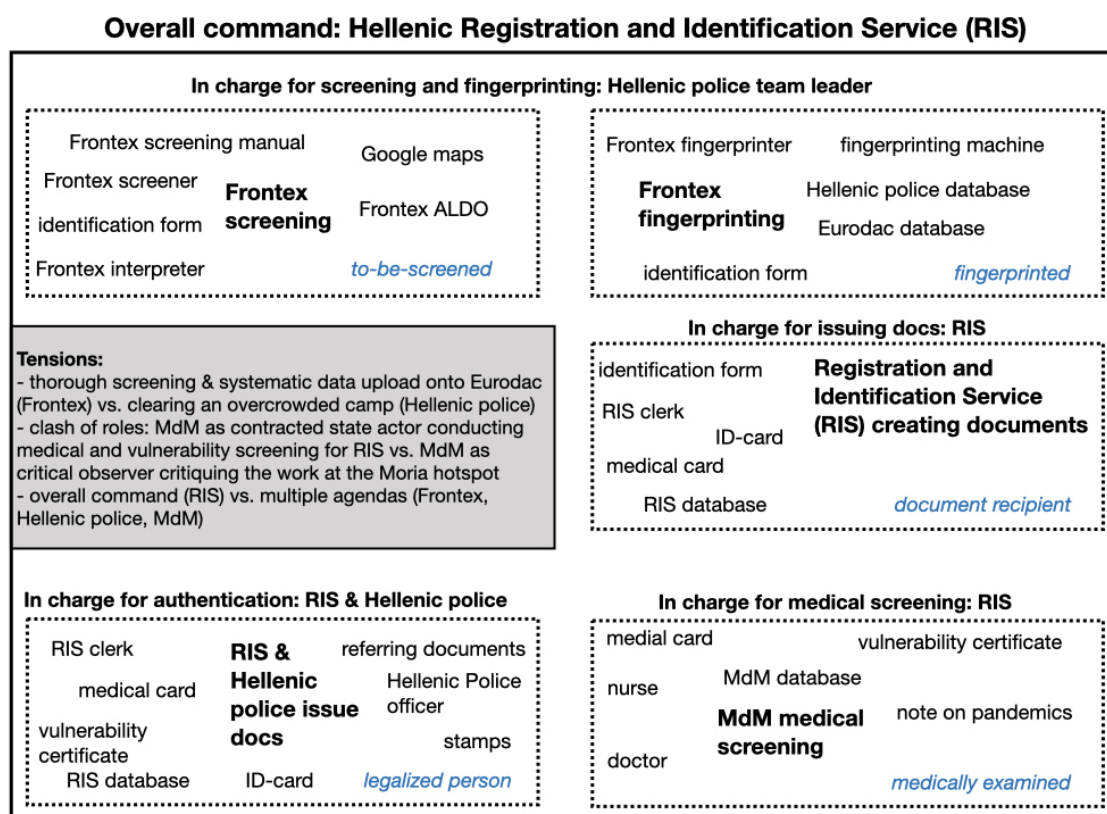 Overall command: Hellenic Registration and Identification Service (RIS)
In charge for screening and fingerprinting: Hellenic police team leader
Frontex screening manual
Google maps
Frontex screener
Frontex
screening
identification form
Frontex ALDO
Frontex interpreter
to-be-screened
Frontex fingerprinter
fingerprinting machine
Frontex
fingerprinting
Hellenic police database
Eurodac database
identification form
fingerprinted
Tensions:
- thorough screening & systematic data upload onto Eurodac
(Frontex) vs. clearing an overcrowded camp (Hellenic police)
- clash of roles: MdM as contracted state actor conducting
medical and vulnerability screening for RIS vs. MdM as
critical observer critiquing the work at the Moria hotspot
- overall command (RIS) vs. multiple agendas (Frontex,
Hellenic police, MdM)
In charge for issuing docs: RIS
identification form
Registration and
Identification Service
(RIS) creating documents
RIS clerk
ID-card
medical card
RIS database
document recipient
In charge for authentication: RIS & Hellenic police
RIS clerk
RIS &
Hellenic
police issue
docs
referring documents
medical card
Hellenic Police
officer
vulnerability
certificate
stamps
RIS database
ID-card
legalized person
In charge for medical screening: RIS
medial card
vulnerability certificate
nurse
MdM database
MdM medical
screening
note on pandemics
doctor
medically examined